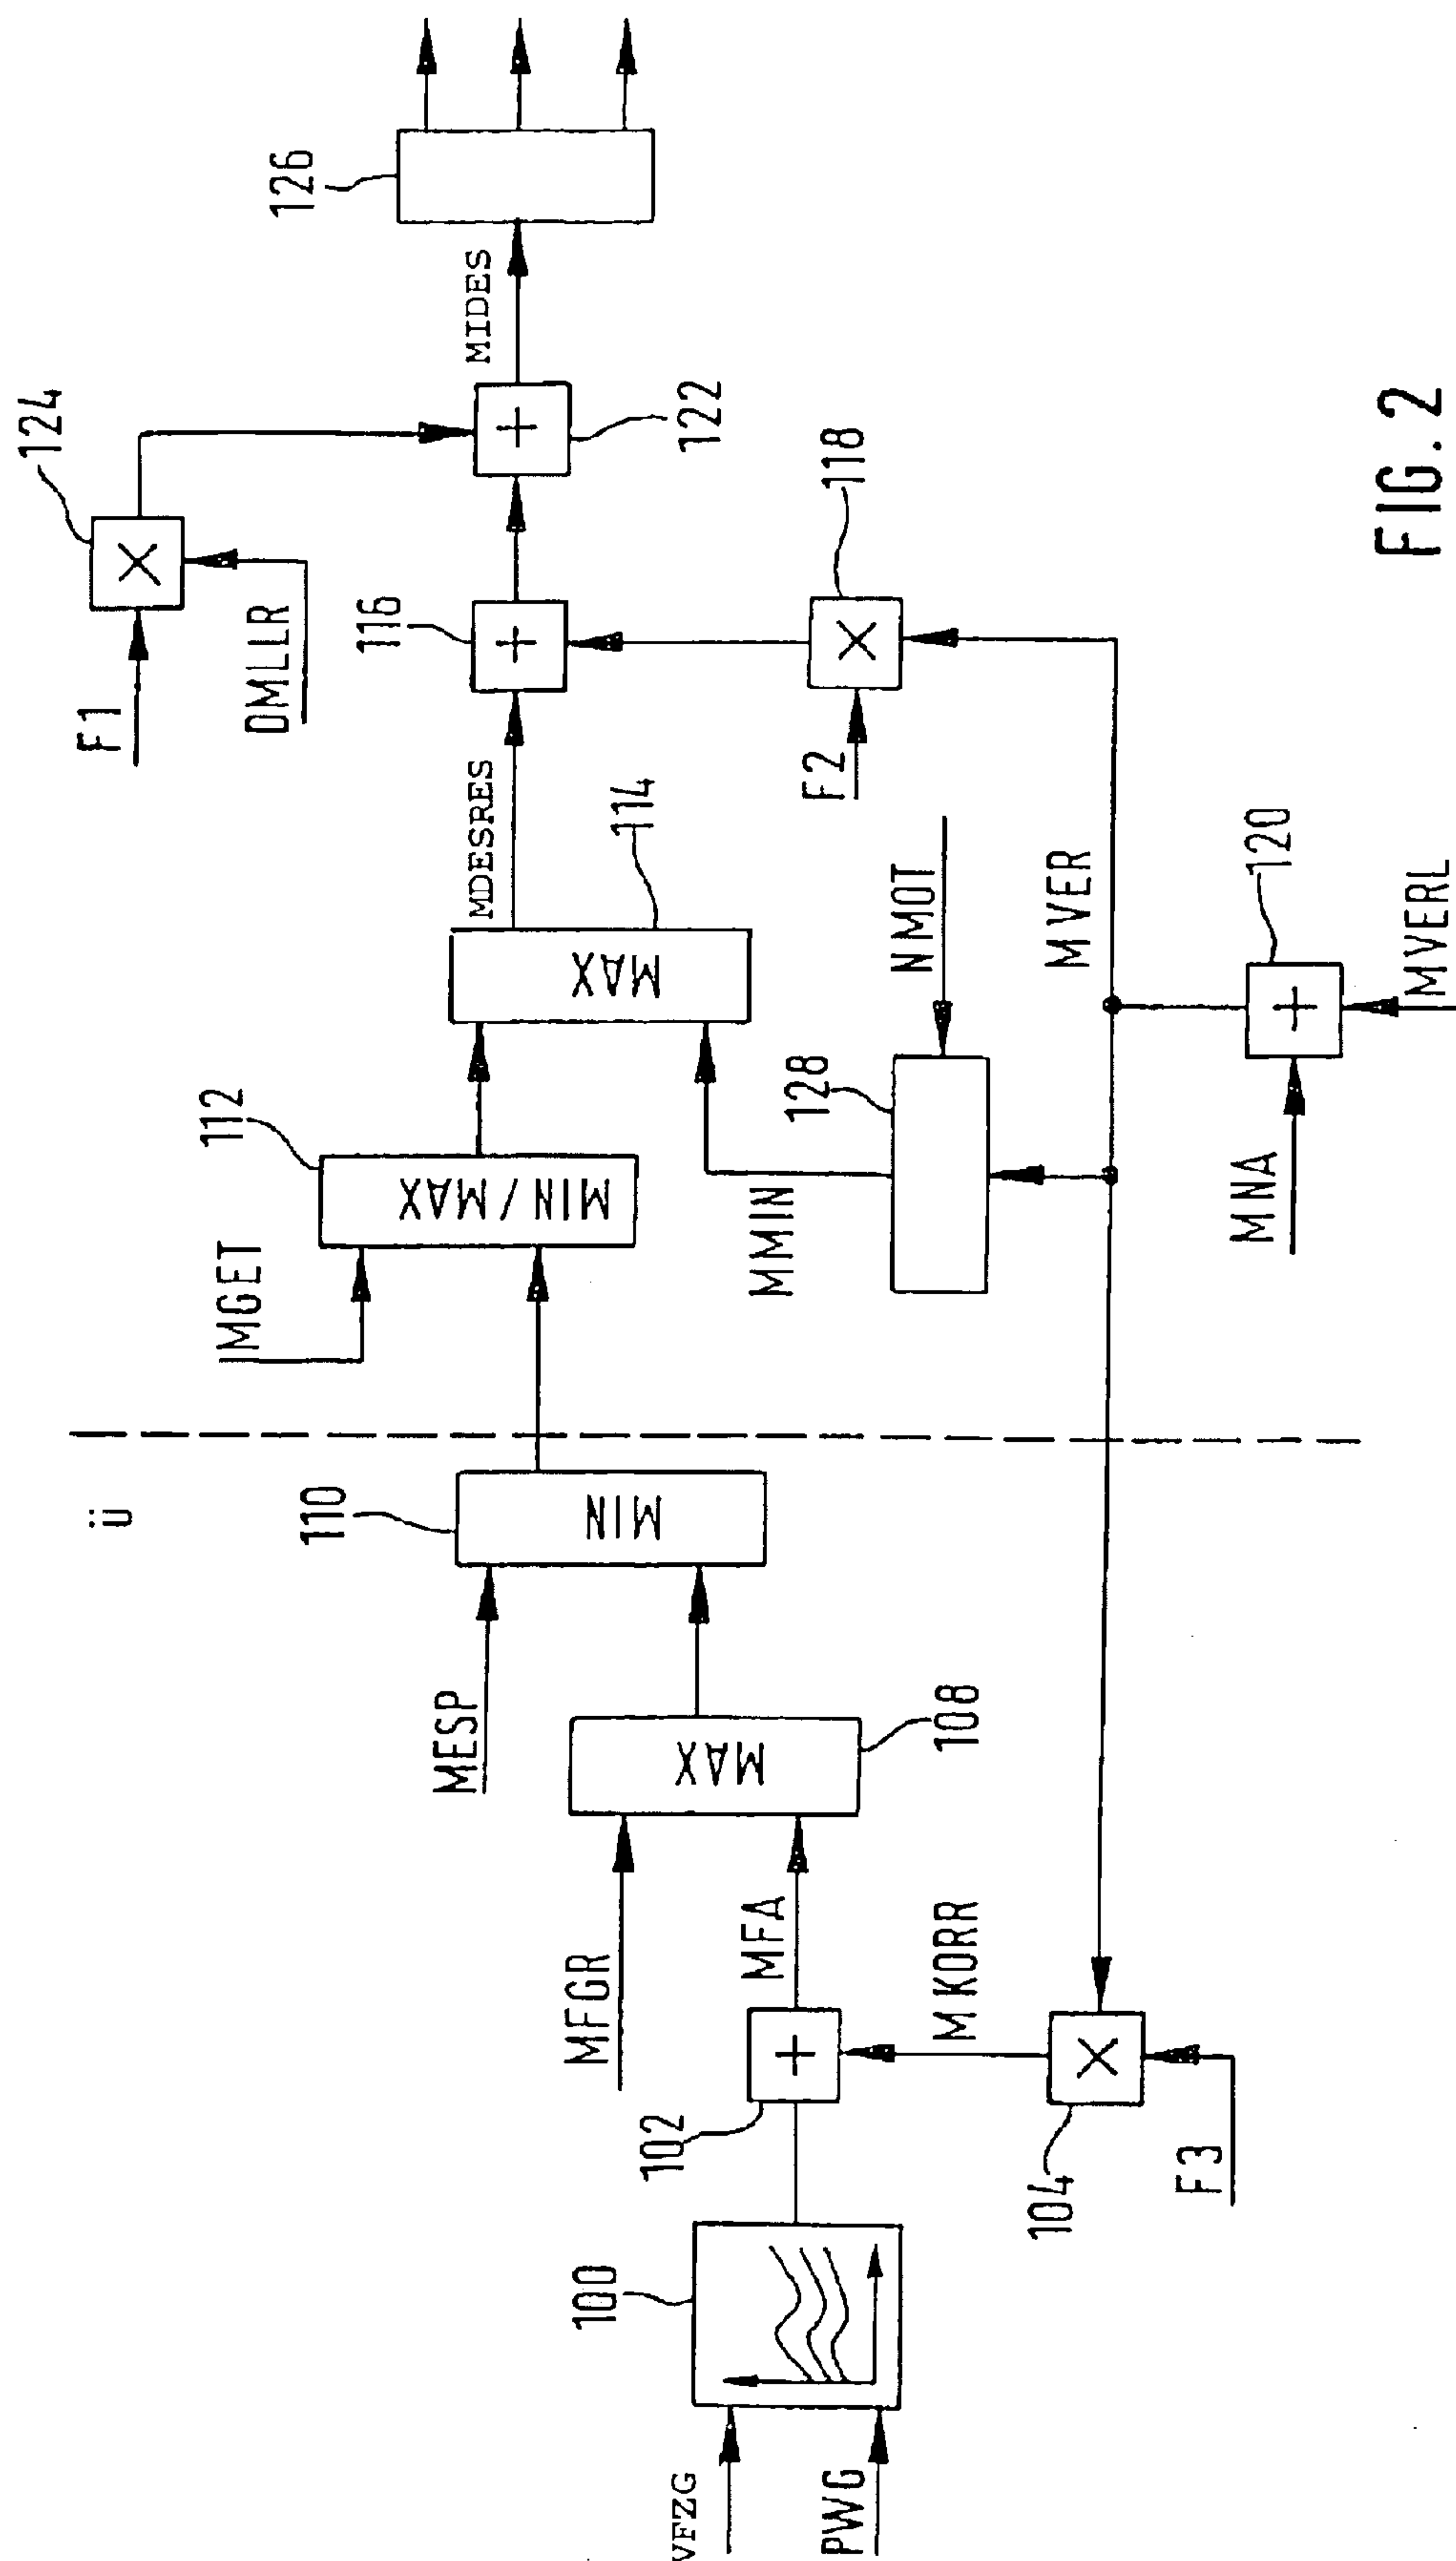 VFZG
PWG
100
102
104
F3
MKORR
MFA
MFGR
MAX
108
MESP
MIN
110
Ü
MGET
MIN/MAX
112
MMIN
128
NMOT
MAX
114
MDESRES
MVER
MNA
120
+
MVERL
F2
118
×
116
+
F1
DMLLR
124
×
122
+
MIDES
126
+
×
FIG. 2